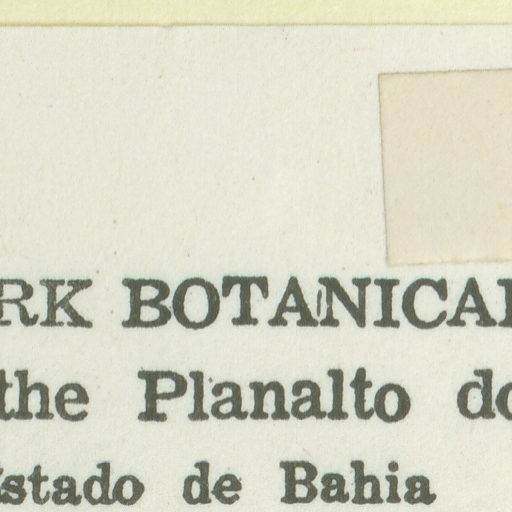 RK BOTANICAL
the Planalto do
Estado de Bahia